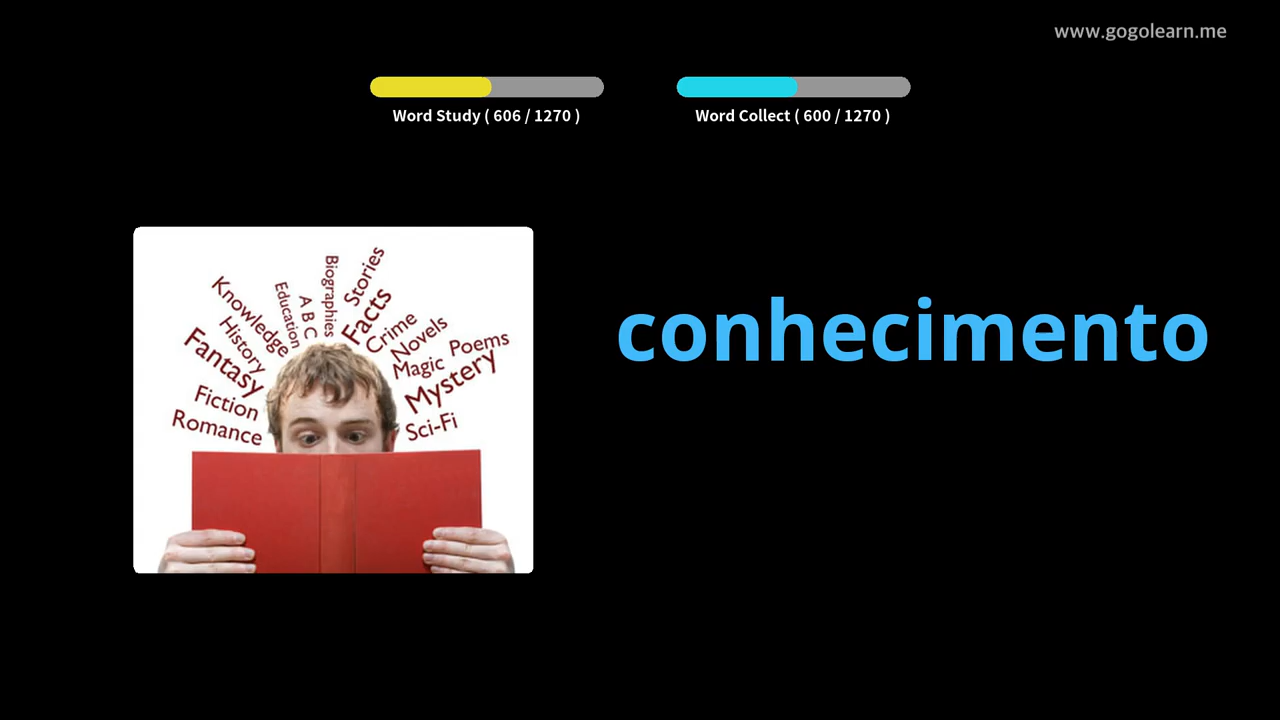 www.gogolearn.me
Word Study ( 606 / 1270 )
Word Collect ( 600 / 1270 )
conhecimento
Romance
Fiction
Fantasy
History
Knowledge
Education
A B C
Biographies
Stories
Facts
Crime
Novels
Magic
Poems
Mystery
Sci-Fi